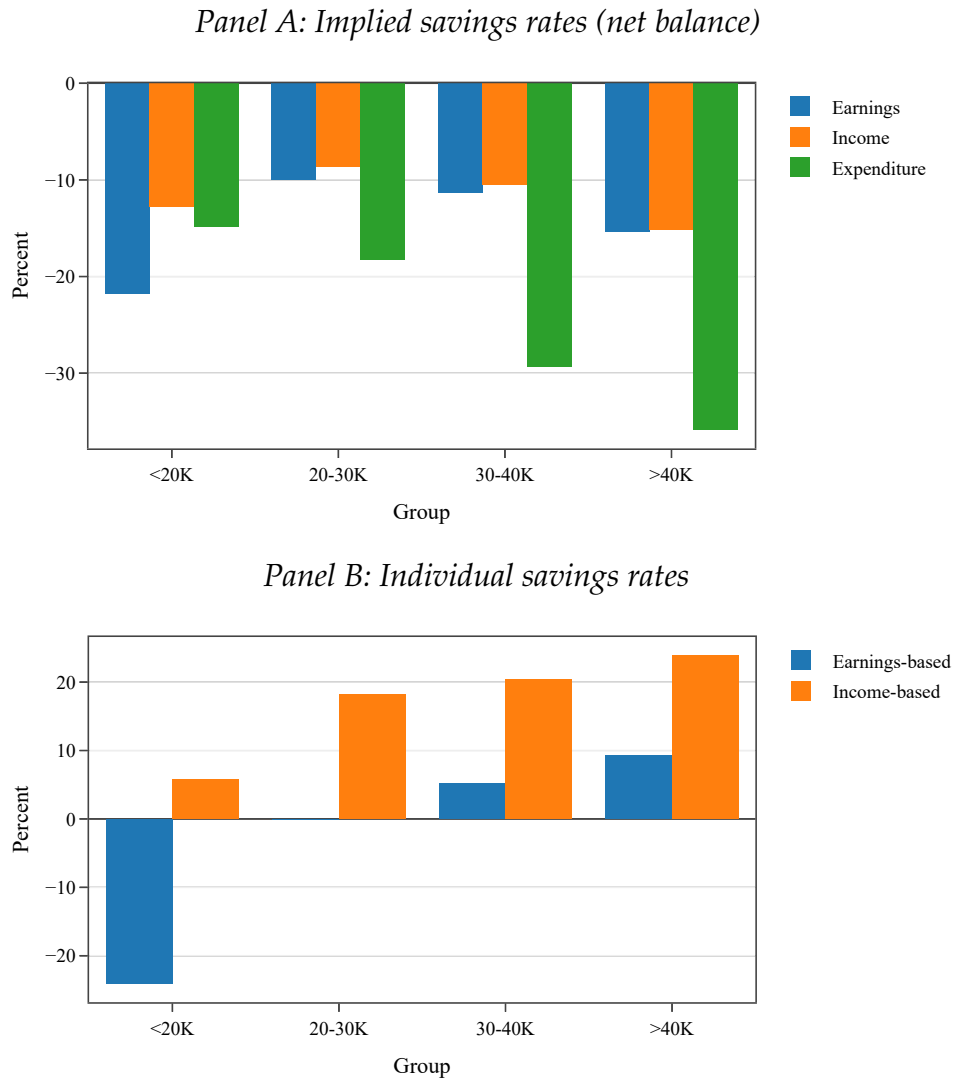 Panel A: Implied savings rates (net balance)
0
−10
−20
−30
Percent
<20K
20-30K
30-40K
>40K
Group
Earnings
Income
Expenditure
Panel B: Individual savings rates
20
10
0
−10
−20
Percent
<20K
20-30K
30-40K
>40K
Group
Earnings-based
Income-based